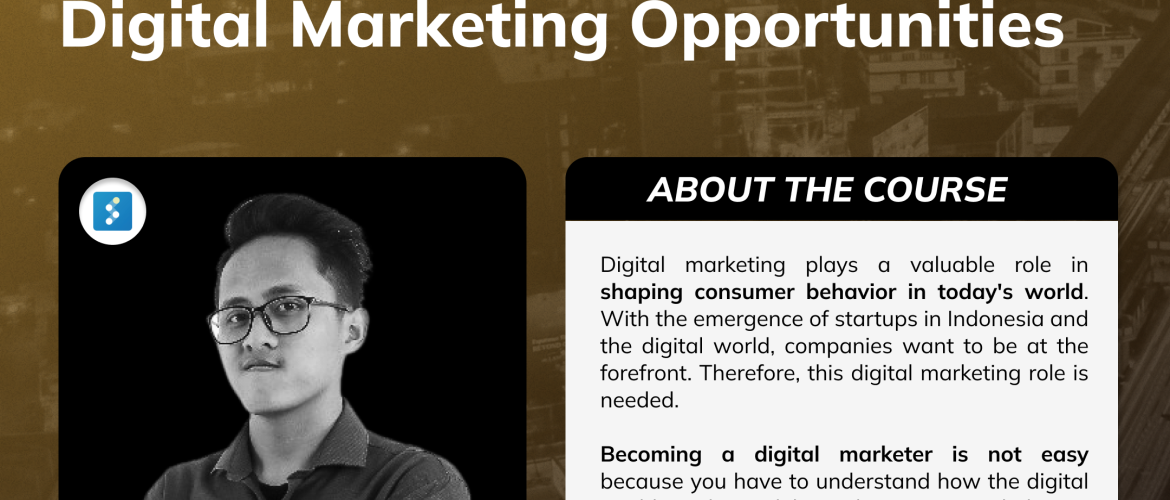 Digital Marketing Opportunities
ABOUT THE COURSE
Digital marketing plays a valuable role in
shaping consumer behavior in today's world.
With the emergence of startups in Indonesia and
the digital world, companies want to be at the
forefront. Therefore, this digital marketing role is
needed.
Becoming a digital marketer is not easy
because you have to understand how the digital